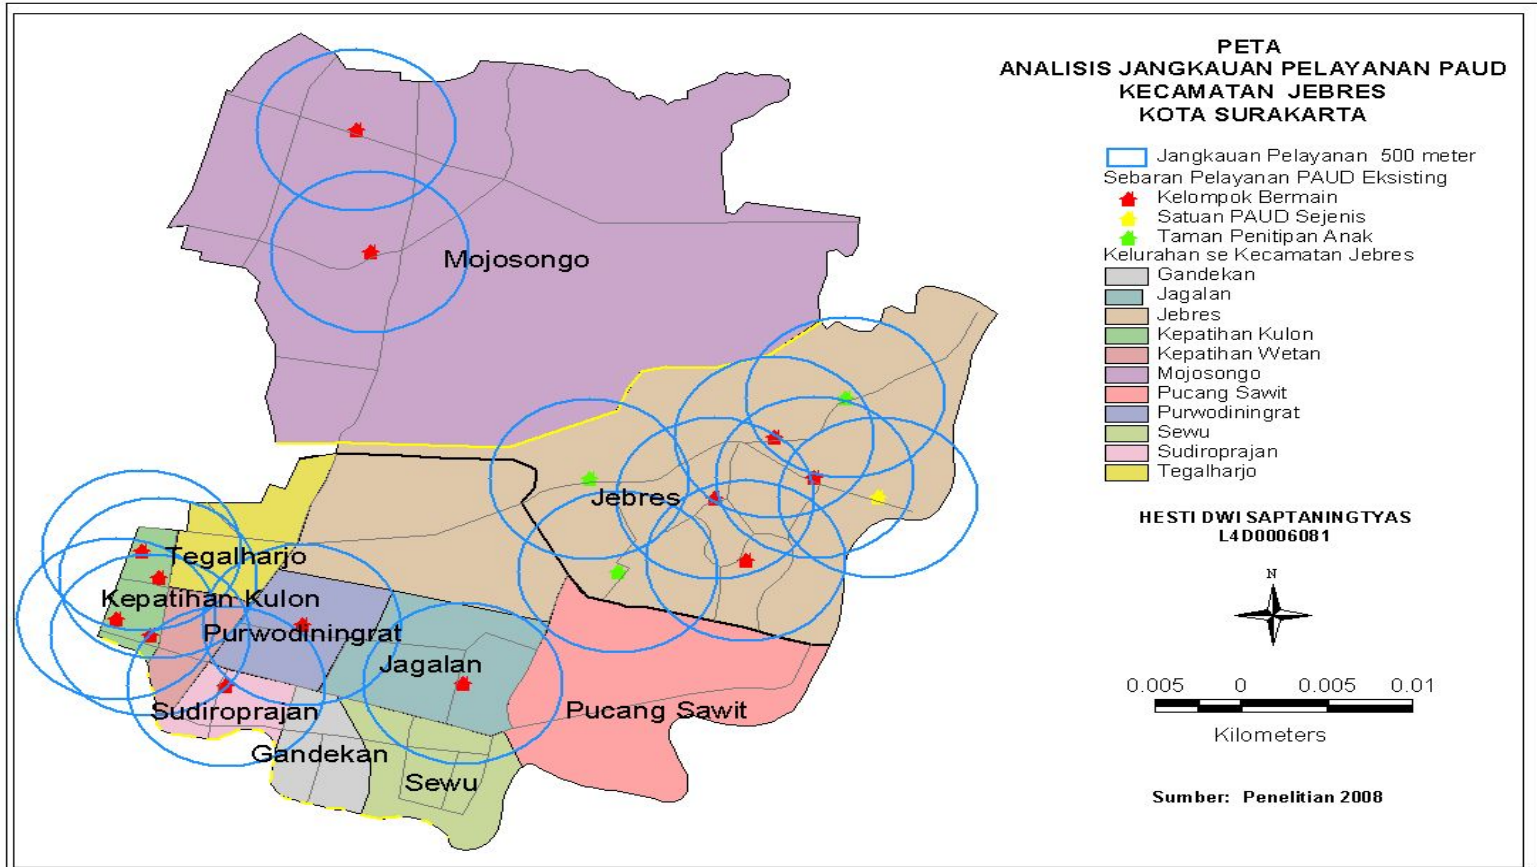 PETA
ANALISIS JANGKAUAN PELAYANAN PAUD
KECAMATAN JEBRES
KOTA SURAKARTA
Jangkauan Pelayanan 500 meter
Sebaran Pelayanan PAUD Eksisting
Kelompok Bermain
Satuan PAUD Sejenis
Taman Penitipan Anak
Kelurahan se Kecamatan Jebres
Gandekan
Jagalan
Jebres
Kepatihan Kulon
Kepatihan Wetan
Mojosongo
Pucang Sawit
Purwodiningrat
Sewu
Sudiroprajan
Tegalharjo
HESTI DWI SAPTANINGTYAS
L4D0006081
N
0.005 0 0.005 0.01
Kilometers
Sumber: Penelitian 2008
Mojosongo
Jebres
Tegalharjo
Kepatihan Kulon
Purwodiningrat
Jagalan
Sudiroprajan
Pucang Sawit
Gandekan
Sewu